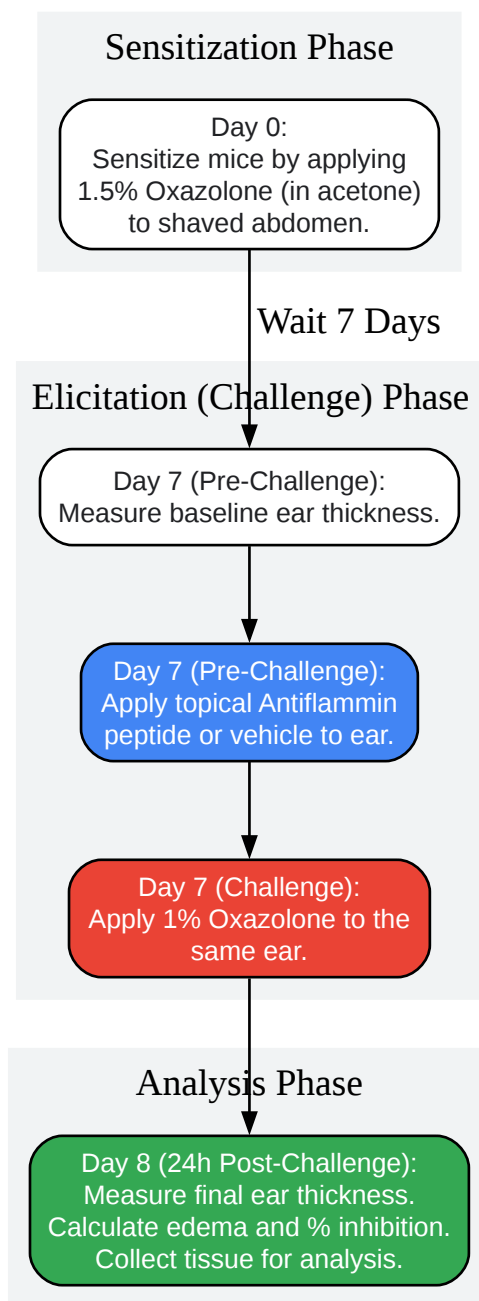 Sensitization Phase
Day 0:
Sensitize mice by applying
1.5% Oxazolone (in acetone)
to shaved abdomen.
Wait 7 Days
Elicitation (Challenge) Phase
Day 7 (Pre-Challenge):
Measure baseline ear thickness.
Day 7 (Pre-Challenge):
Apply topical Antiflammin
peptide or vehicle to ear.
Day 7 (Challenge):
Apply 1% Oxazolone to the
same ear.
Analysis Phase
Day 8 (24h Post-Challenge):
Measure final ear thickness.
Calculate edema and % inhibition.
Collect tissue for analysis.